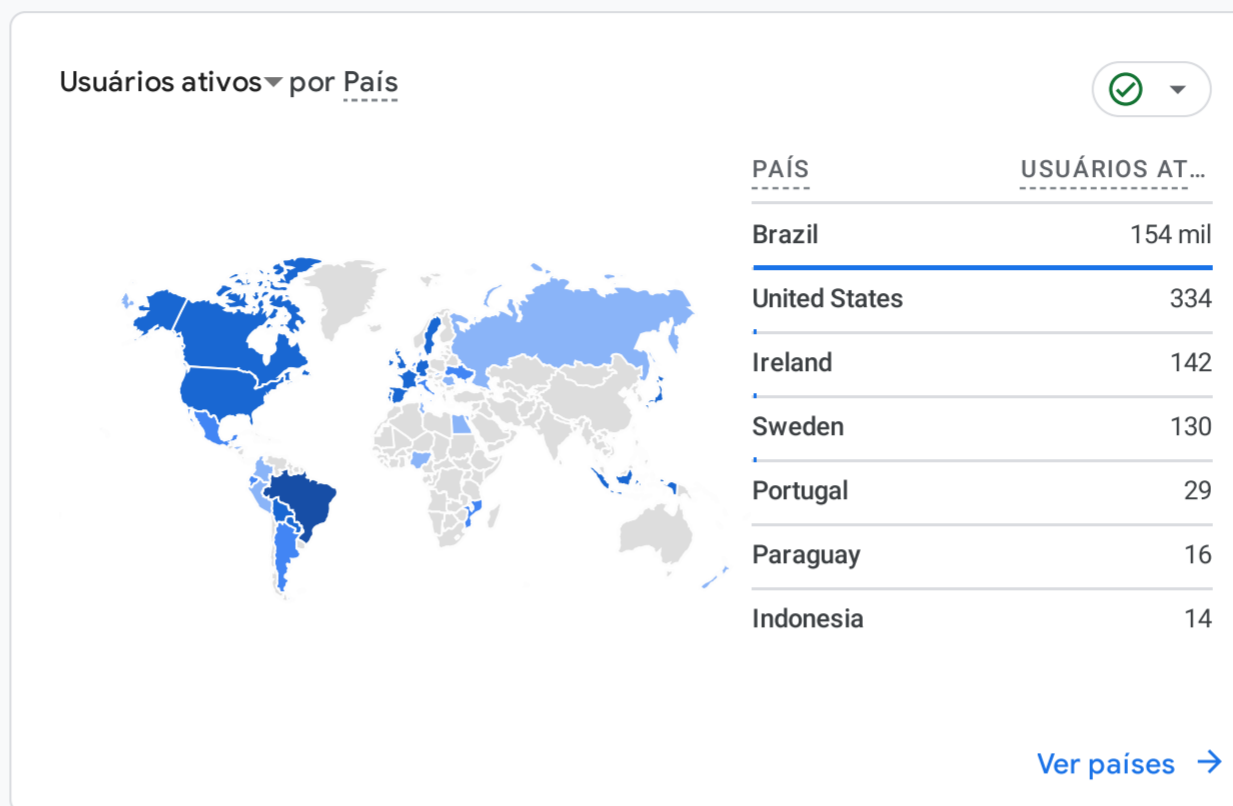 Usuários ativos por País
PAÍS USUÁRIOS AT...
Brazil 154 mil
United States 334
Ireland 142
Sweden 130
Portugal 29
Paraguay 16
Indonesia 14
Ver países